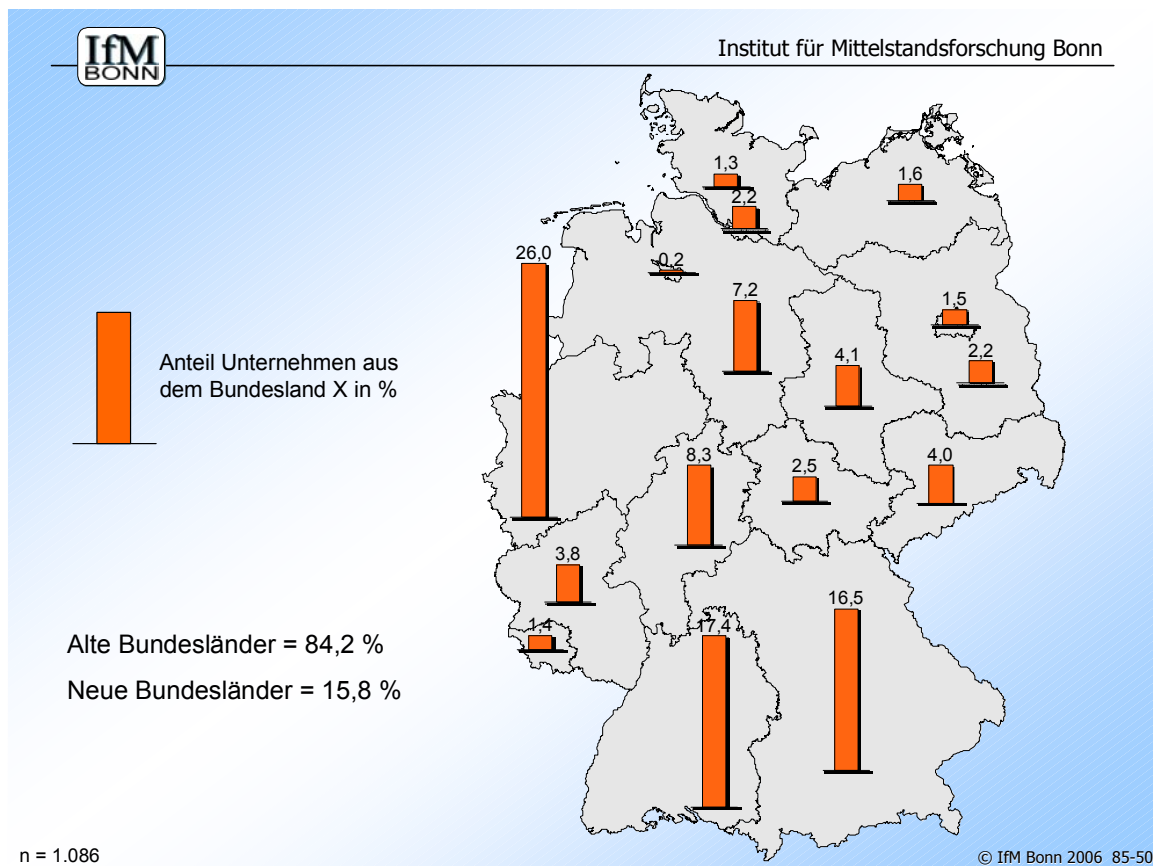 IfM
BONN
Institut für Mittelstandsforschung Bonn
1,3
1,6
2,2
26,0
0,2
7,2
1,5
2,2
4,1
Anteil Unternehmen aus
dem Bundesland X in %
8,3
2,5
4,0
3,8
16,5
1,4
17,4
Alte Bundesländer = 84,2 %
Neue Bundesländer = 15,8 %
n = 1.086
© IfM Bonn 2006 85-50